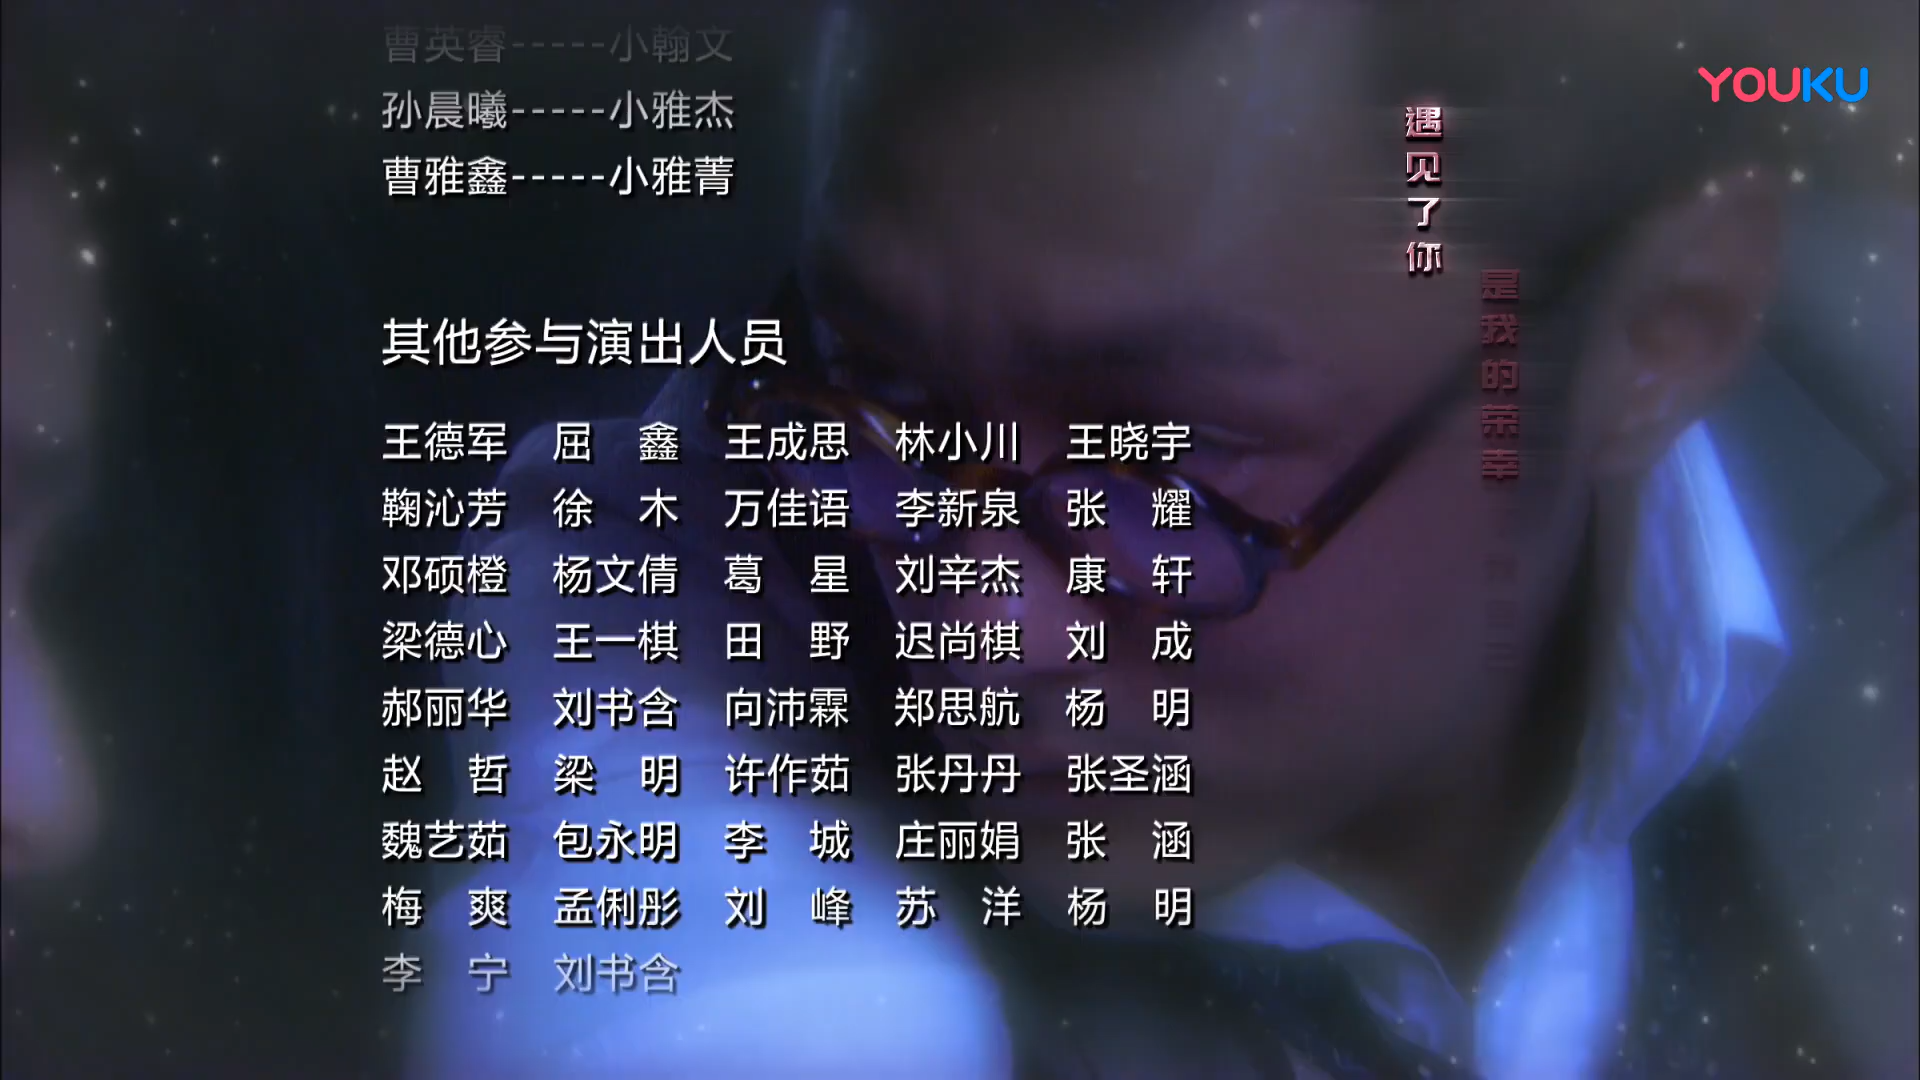 曹英睿-----小翰文
孙晨曦-----小雅杰
曹雅鑫-----小雅菁
其他参与演出人员
王德军 屈 鑫 王成思 林小川 王晓宇
鞠沁芳 徐 木 万佳语 李新泉 张 耀
邓硕橙 杨文倩 葛 星 刘辛杰 康 轩
梁德心 王一棋 田 野 迟尚棋 刘 成
郝丽华 刘书含 向沛霖 郑思航 杨 明
赵 哲 梁 明 许作茹 张丹丹 张圣涵
魏艺茹 包永明 李 城 庄丽娟 张 涵
梅 爽 孟俐彤 刘 峰 苏 洋 杨 明
李 宁 刘书含
YOUKU
遇见了你
是我的荣幸